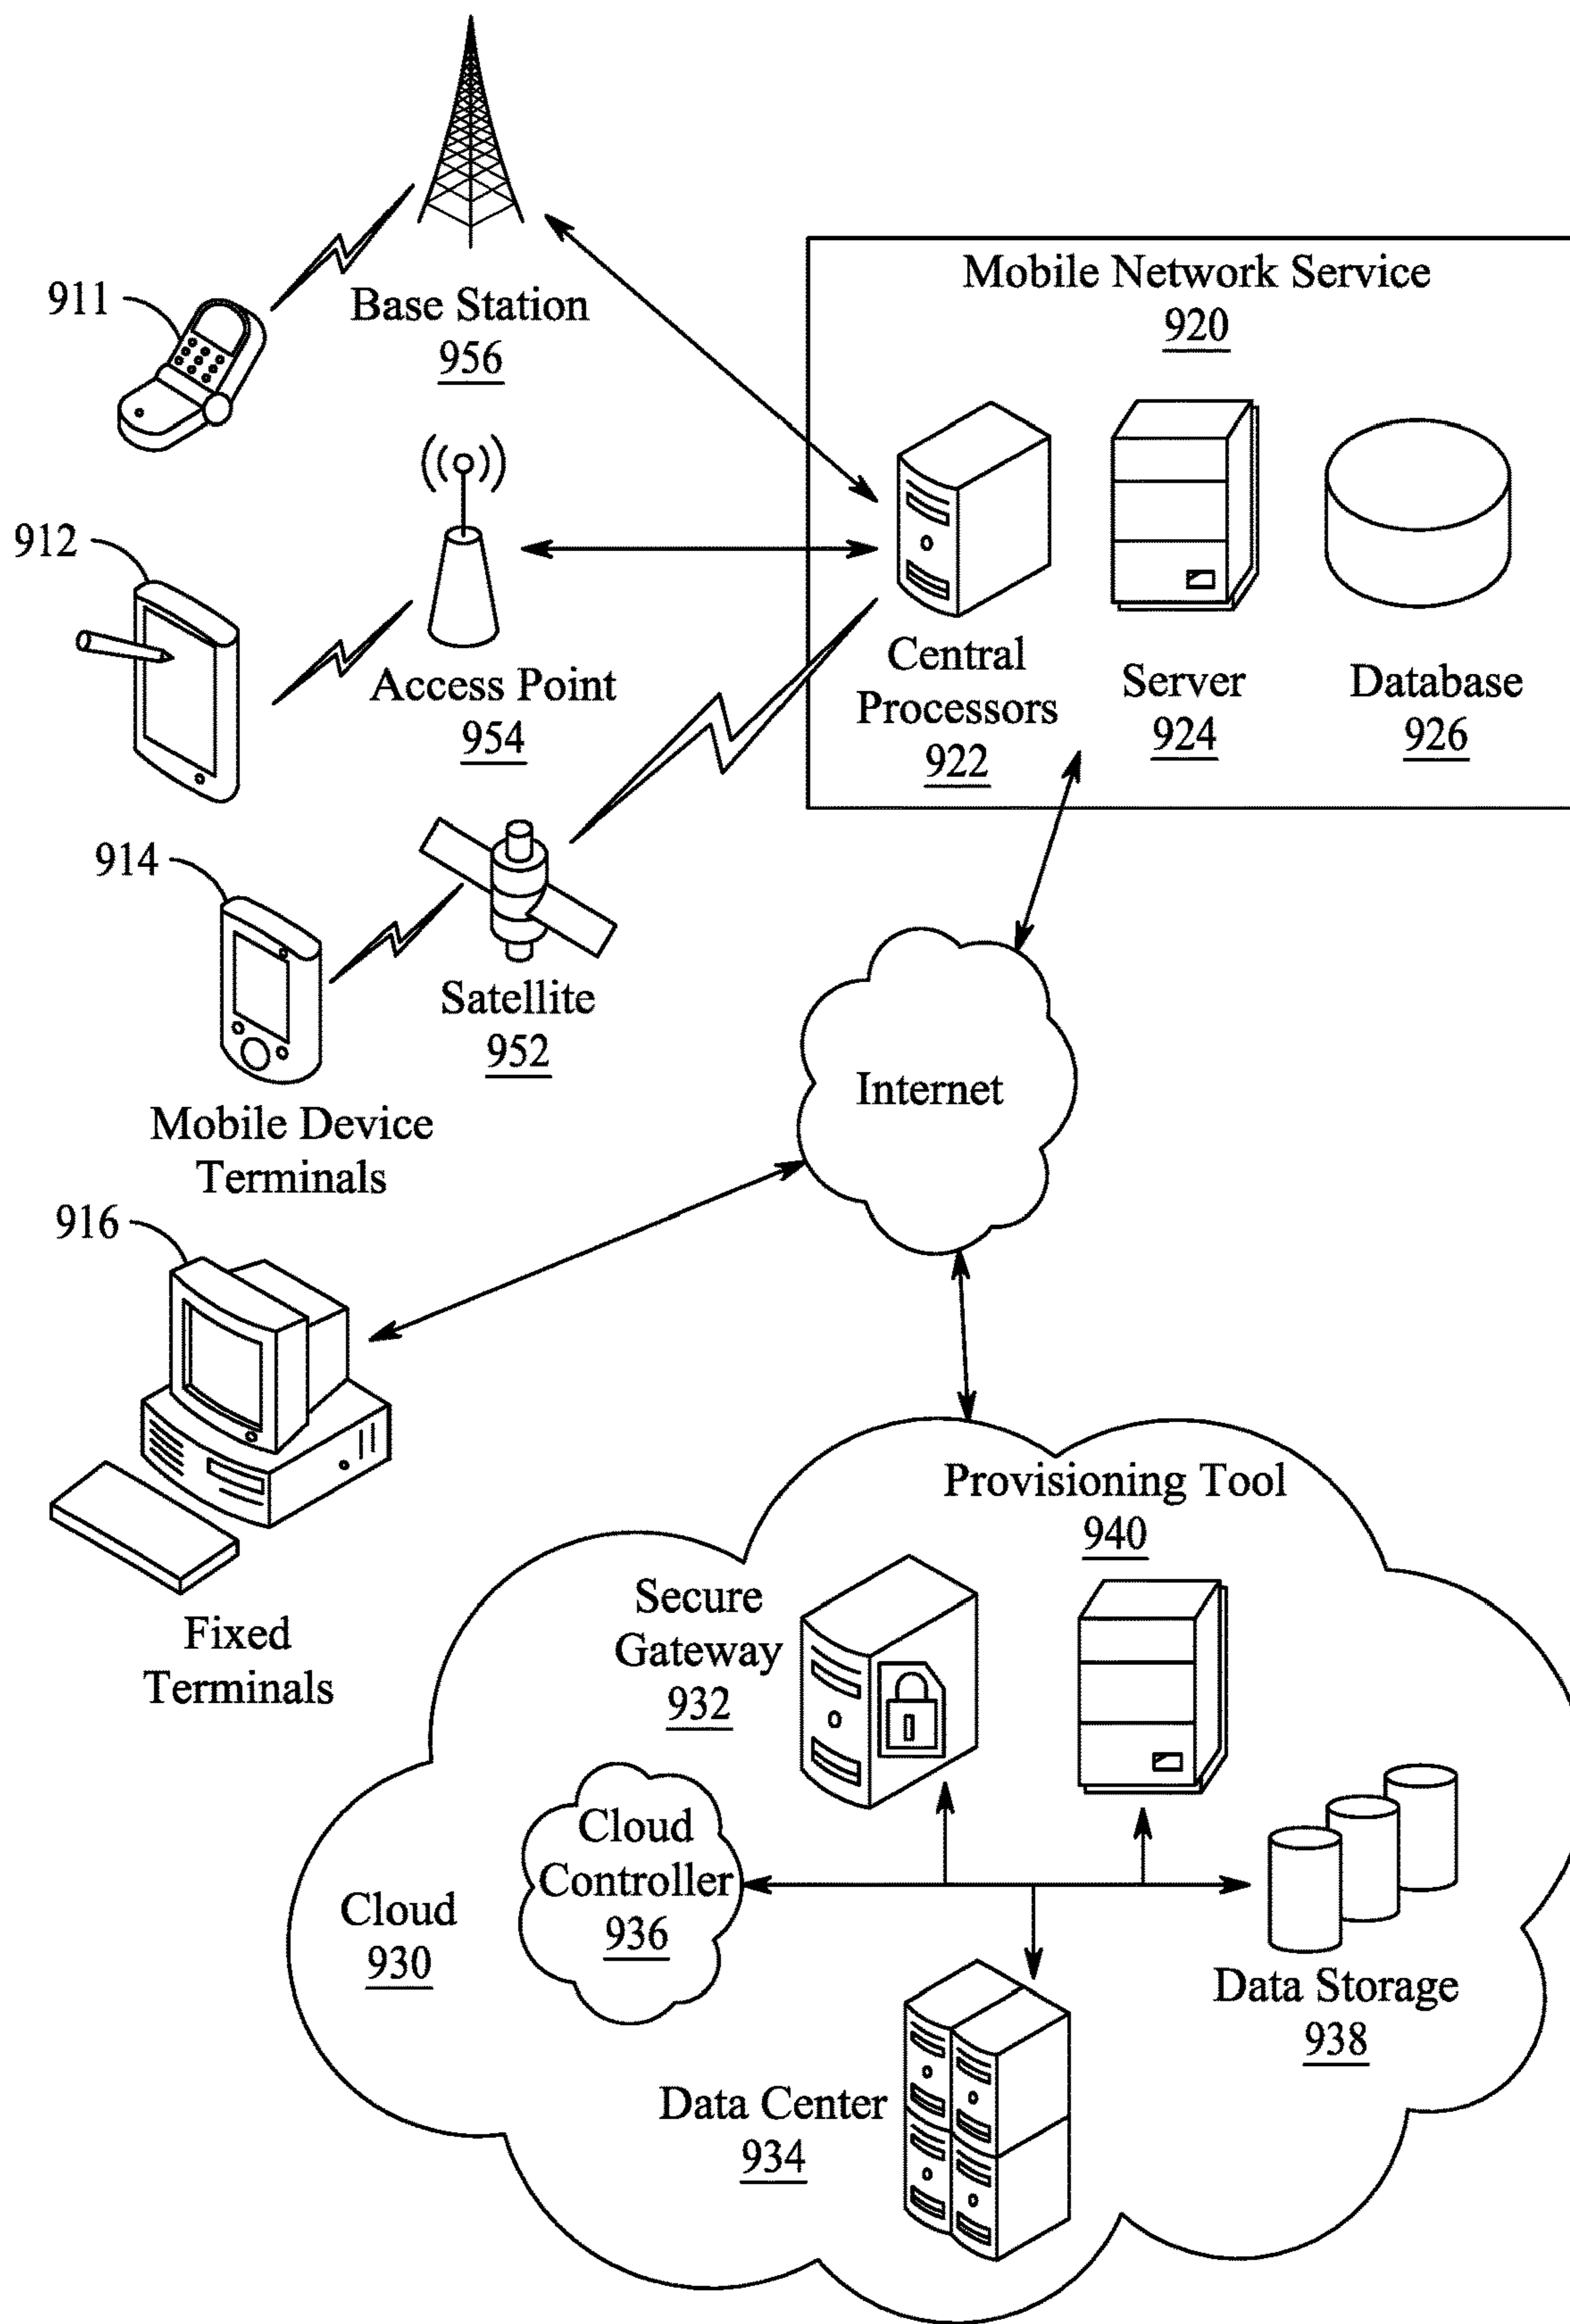 911
Base Station
956
Mobile Network Service
920
912
Access Point
954
Central
Processors
922
Server
924
Database
926
914
Satellite
952
Mobile Device
Terminals
Internet
916
Fixed
Terminals
Provisioning Tool
940
Secure
Gateway
932
Cloud
Controller
936
Cloud
930
Data Storage
938
Data Center
934